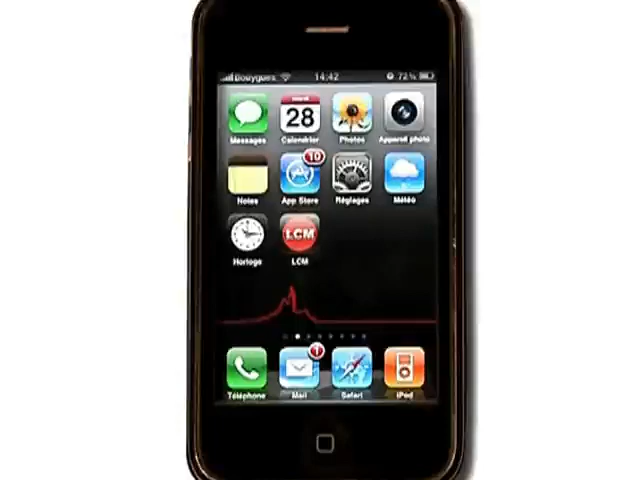 Bouygues 14:42 72 %
28
Messages Calendrier Photos Appareil photo
10
Notes App Store Réglages Météo
LCM
Horloge LCM
1
Téléphone Mail Safari iPod